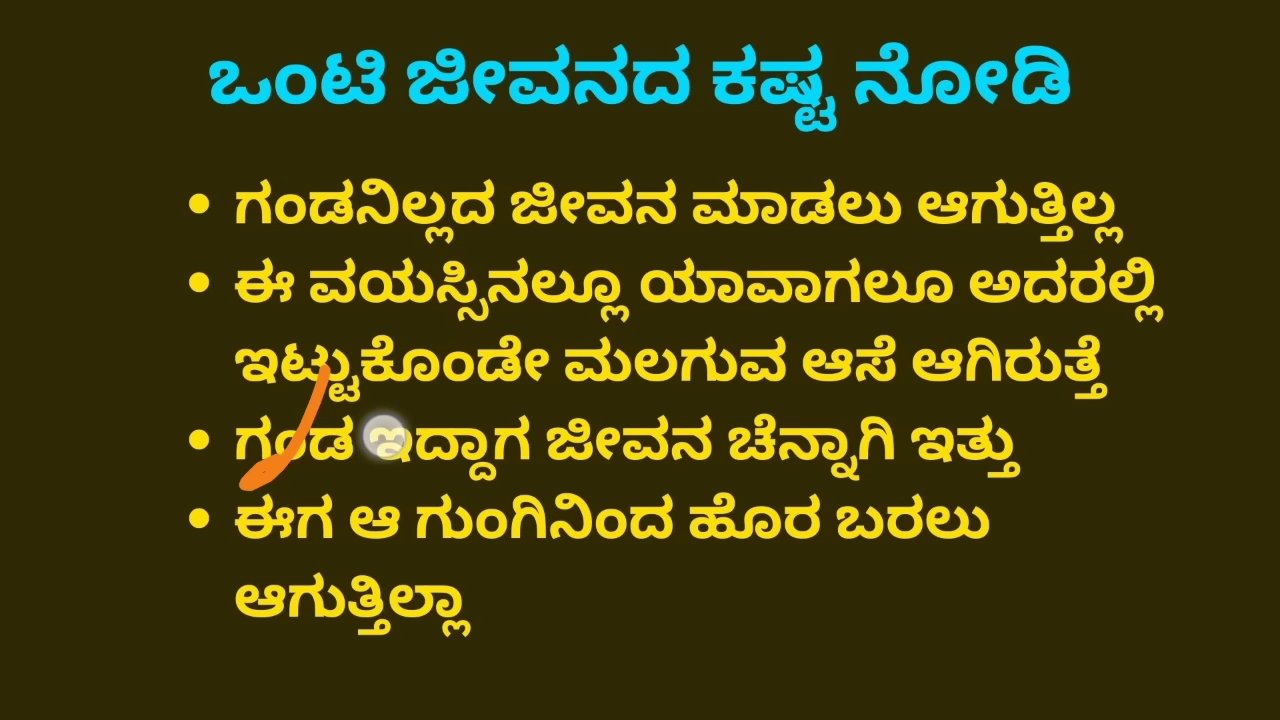 ಒಂಟಿ ಜೀವನದ ಕಷ್ಟ ನೋಡಿ
• ಗಂಡನಿಲ್ಲದ ಜೀವನ ಮಾಡಲು ಆಗುತ್ತಿಲ್ಲ
• ಈ ವಯಸ್ಸಿನಲ್ಲೂ ಯಾವಾಗಲೂ ಅದರಲ್ಲಿ
ಇಟ್ಟುಕೊಂಡೇ ಮಲಗುವ ಆಸೆ ಆಗಿರುತ್ತೆ
• ಗಂಡ ಇದ್ದಾಗ ಜೀವನ ಚೆನ್ನಾಗಿ ಇತ್ತು
• ಈಗ ಆ ಗುಂಗಿನಿಂದ ಹೊರ ಬರಲು
ಆಗುತ್ತಿಲ್ಲಾ